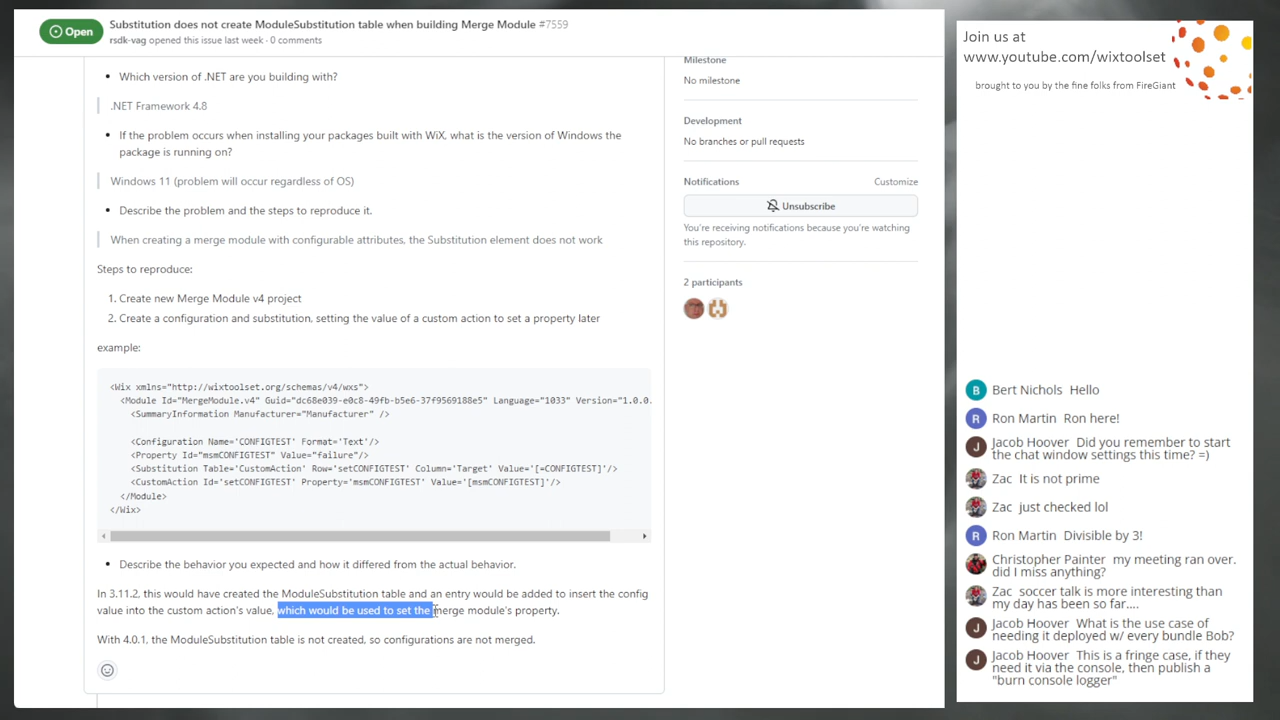 Open
Substitution does not create ModuleSubstitution table when building Merge Module #7559
rsdk-vag opened this issue last week · 0 comments
• Which version of .NET are you building with?
.NET Framework 4.8
• If the problem occurs when installing your packages built with WiX, what is the version of Windows the
package is running on?
Windows 11 (problem will occur regardless of OS)
• Describe the problem and the steps to reproduce it.
When creating a merge module with configurable attributes, the Substitution element does not work
Steps to reproduce:
1. Create new Merge Module v4 project
2. Create a configuration and substitution, setting the value of a custom action to set a property later
example:
<Wix xmlns="http://wixtoolset.org/schemas/v4/wxs">
<Module Id="MergeModule.v4" Guid="dc68e039-e0c8-49fb-b5e6-37f9569188e5" Language="1033" Version="1.0.0.
<SummaryInformation Manufacturer="Manufacturer" />
<Configuration Name='CONFIGTEST' Format='Text'/>
<Property Id="msmCONFIGTEST" Value="failure"/>
<Substitution Table='CustomAction' Row='setCONFIGTEST' Column='Target' Value='[=CONFIGTEST]'/>
<CustomAction Id='setCONFIGTEST' Property='msmCONFIGTEST' Value='[msmCONFIGTEST]'/>
</Module>
</Wix>
• Describe the behavior you expected and how it differed from the actual behavior.
In 3.11.2, this would have created the ModuleSubstitution table and an entry would be added to insert the config
value into the custom action's value, which would be used to set the merge module's property.
With 4.0.1, the ModuleSubstitution table is not created, so configurations are not merged.
Milestone
No milestone
Development
No branches or pull requests
Notifications
Customize
Unsubscribe
You're receiving notifications because you're watching
this repository.
2 participants
Join us at
www.youtube.com/wixtoolset
brought to you by the fine folks from FireGiant
B Bert Nichols Hello
R Ron Martin Ron here!
J Jacob Hoover Did you remember to start
the chat window settings this time? =)
Zac It is not prime
Zac just checked lol
R Ron Martin Divisible by 3!
Christopher Painter my meeting ran over.
did I miss anything?
Zac soccer talk is more interesting than
my day has been so far....
J Jacob Hoover What is the use case of
needing it deployed w/ every bundle Bob?
J Jacob Hoover This is a fringe case, if they
need it via the console, then publish a
"burn console logger"